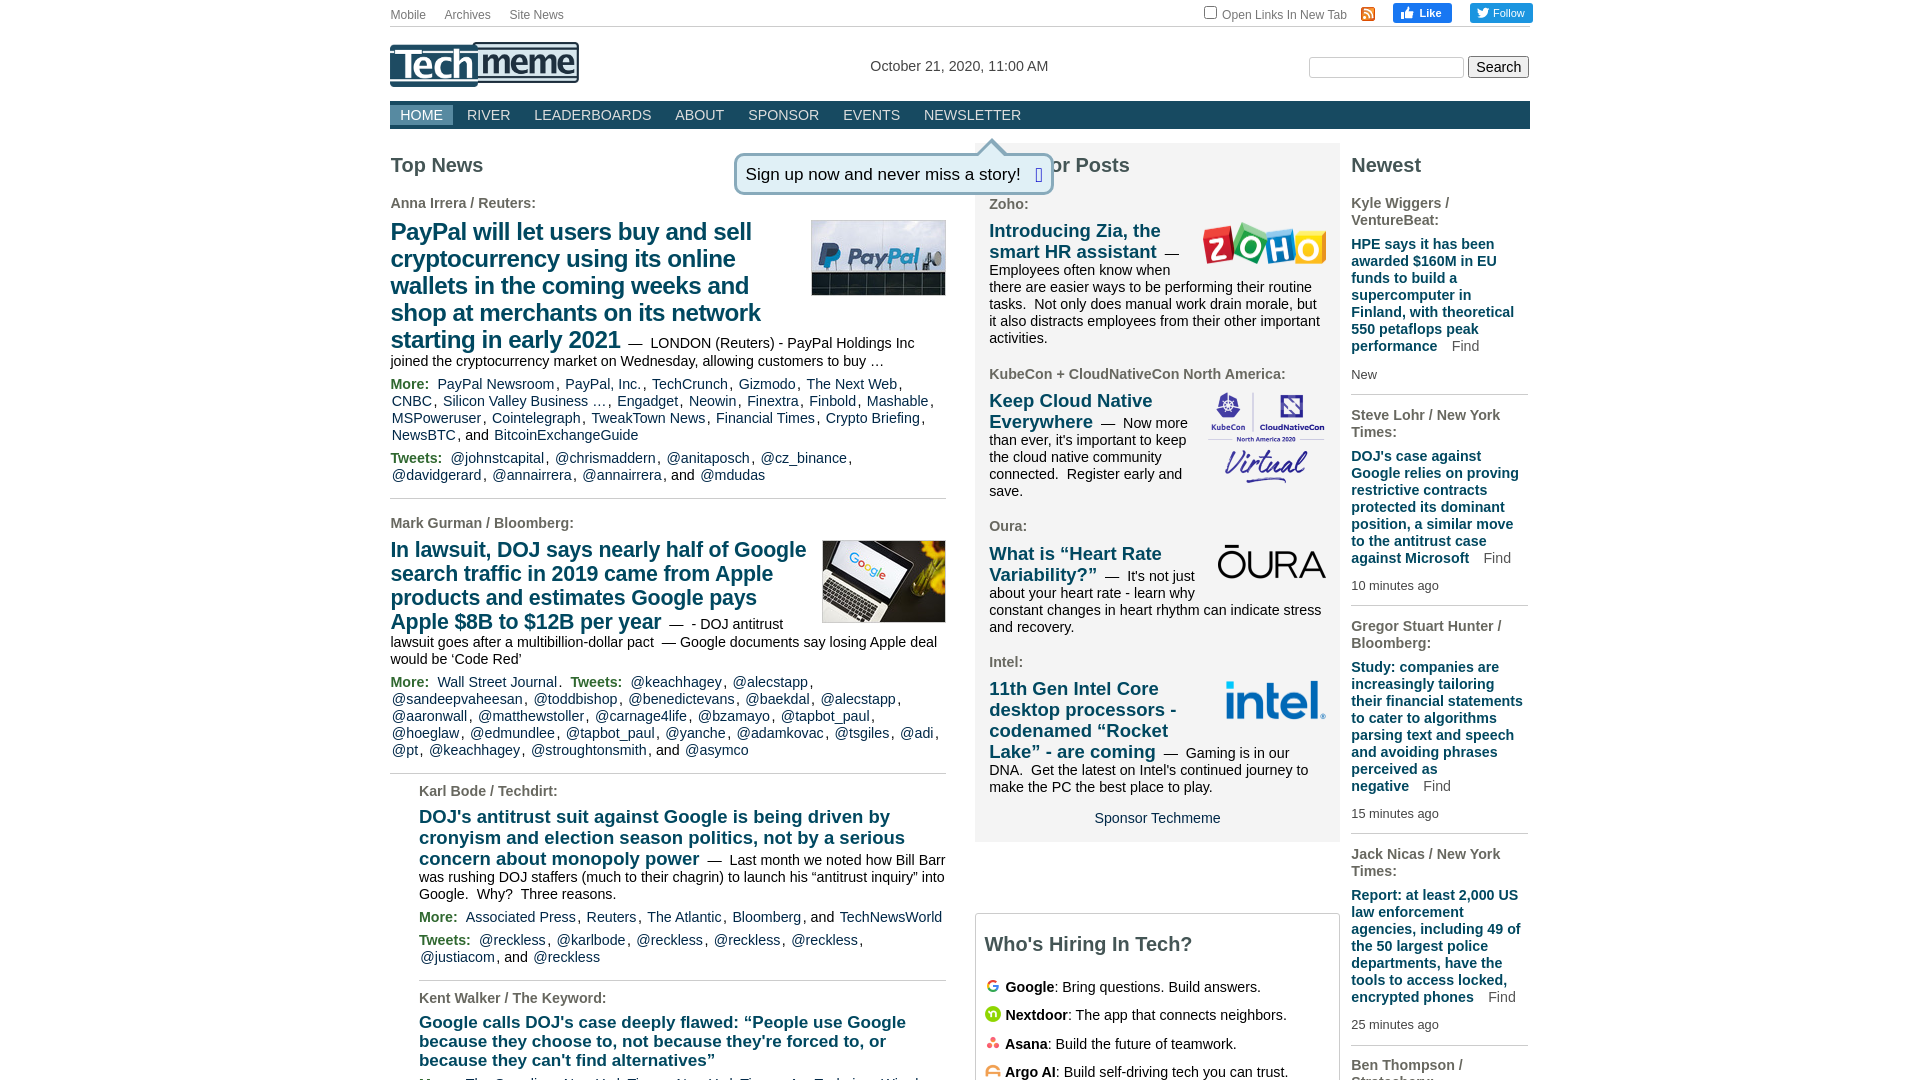 Mobile Archives Site News
Open Links In New Tab
Like
Follow
Techmeme
October 21, 2020, 11:00 AM
Search
HOME RIVER LEADERBOARDS ABOUT SPONSOR EVENTS NEWSLETTER
Sign up now and never miss a story!
Top News
Anna Irrera / Reuters:
PayPal will let users buy and sell
cryptocurrency using its online
wallets in the coming weeks and
shop at merchants on its network
starting in early 2021 — LONDON (Reuters) - PayPal Holdings Inc
joined the cryptocurrency market on Wednesday, allowing customers to buy …
PayPal
More: PayPal Newsroom, PayPal, Inc., TechCrunch, Gizmodo, The Next Web,
CNBC, Silicon Valley Business …, Engadget, Neowin, Finextra, Finbold, Mashable,
MSPoweruser, Cointelegraph, TweakTown News, Financial Times, Crypto Briefing,
NewsBTC, and BitcoinExchangeGuide
Tweets: @johnstcapital, @chrismaddern, @anitaposch, @cz_binance,
@davidgerard, @annairrera, @annairrera, and @mdudas
Mark Gurman / Bloomberg:
In lawsuit, DOJ says nearly half of Google
search traffic in 2019 came from Apple
products and estimates Google pays
Apple $8B to $12B per year — - DOJ antitrust
lawsuit goes after a multibillion-dollar pact — Google documents say losing Apple deal
would be ‘Code Red’
Google
More: Wall Street Journal. Tweets: @keachhagey, @alecstapp,
@sandeepvaheesan, @toddbishop, @benedictevans, @baekdal, @alecstapp,
@aaronwall, @matthewstoller, @carnage4life, @bzamayo, @tapbot_paul,
@hoeglaw, @edmundlee, @tapbot_paul, @yanche, @adamkovac, @tsgiles, @adi,
@pt, @keachhagey, @stroughtonsmith, and @asymco
Karl Bode / Techdirt:
DOJ's antitrust suit against Google is being driven by
cronyism and election season politics, not by a serious
concern about monopoly power — Last month we noted how Bill Barr
was rushing DOJ staffers (much to their chagrin) to launch his “antitrust inquiry” into
Google. Why? Three reasons.
More: Associated Press, Reuters, The Atlantic, Bloomberg, and TechNewsWorld
Tweets: @reckless, @karlbode, @reckless, @reckless, @reckless,
@justiacom, and @reckless
Kent Walker / The Keyword:
Google calls DOJ's case deeply flawed: “People use Google
because they choose to, not because they're forced to, or
because they can't find alternatives”
or Posts
Zoho:
Introducing Zia, the
smart HR assistant —
Employees often know when
there are easier ways to be performing their routine
tasks. Not only does manual work drain morale, but
it also distracts employees from their other important
activities.
ZOHO
KubeCon + CloudNativeCon North America:
Keep Cloud Native
Everywhere — Now more
than ever, it's important to keep
the cloud native community
connected. Register early and
save.
KubeCon CloudNativeCon
North America 2020
Virtual
Oura:
What is “Heart Rate
Variability?” — It's not just
about your heart rate - learn why
constant changes in heart rhythm can indicate stress
and recovery.
ŌURA
Intel:
11th Gen Intel Core
desktop processors -
codenamed “Rocket
Lake” - are coming — Gaming is in our
DNA. Get the latest on Intel's continued journey to
make the PC the best place to play.
intel.
Sponsor Techmeme
Who's Hiring In Tech?
Google: Bring questions. Build answers.
Nextdoor: The app that connects neighbors.
Asana: Build the future of teamwork.
Argo AI: Build self-driving tech you can trust.
Newest
Kyle Wiggers /
VentureBeat:
HPE says it has been
awarded $160M in EU
funds to build a
supercomputer in
Finland, with theoretical
550 petaflops peak
performance Find
New
Steve Lohr / New York
Times:
DOJ's case against
Google relies on proving
restrictive contracts
protected its dominant
position, a similar move
to the antitrust case
against Microsoft Find
10 minutes ago
Gregor Stuart Hunter /
Bloomberg:
Study: companies are
increasingly tailoring
their financial statements
to cater to algorithms
parsing text and speech
and avoiding phrases
perceived as
negative Find
15 minutes ago
Jack Nicas / New York
Times:
Report: at least 2,000 US
law enforcement
agencies, including 49 of
the 50 largest police
departments, have the
tools to access locked,
encrypted phones Find
25 minutes ago
Ben Thompson /